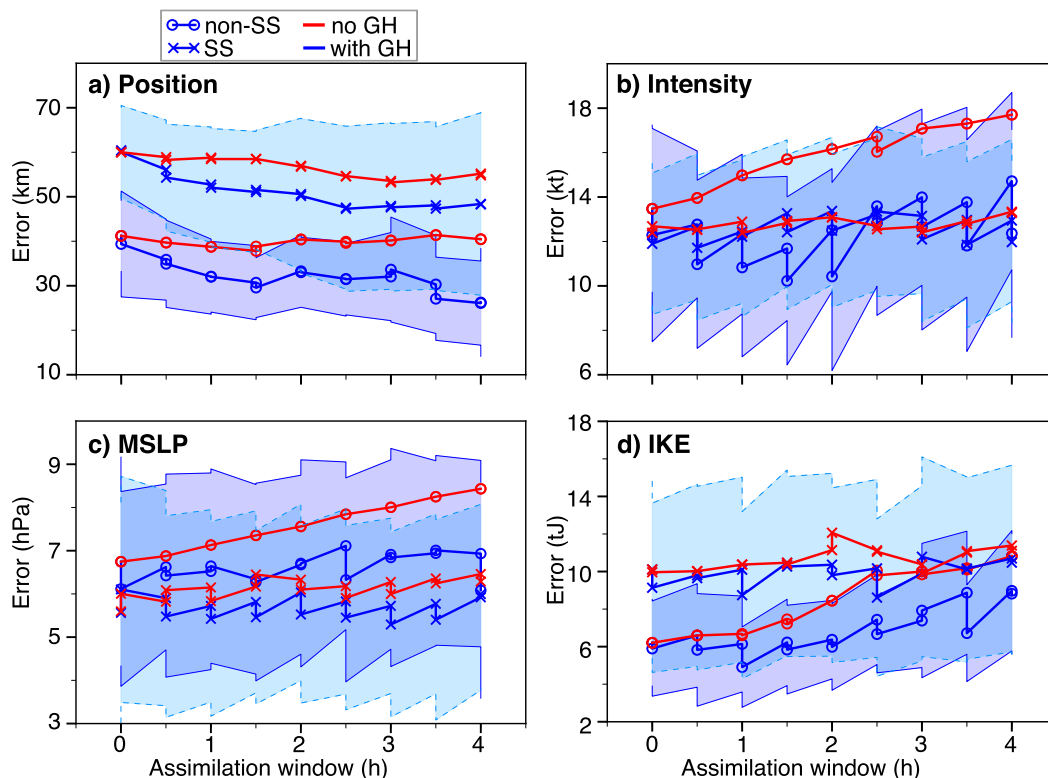 non-SS no GH
SS with GH
a) Position
70
50
30
10
Error (km)
b) Intensity
18
14
10
6
Error (kt)
c) MSLP
9
7
5
3
Error (hPa)
0 1 2 3 4
Assimilation window (h)
d) IKE
18
14
10
6
2
Error (tJ)
0 1 2 3 4
Assimilation window (h)